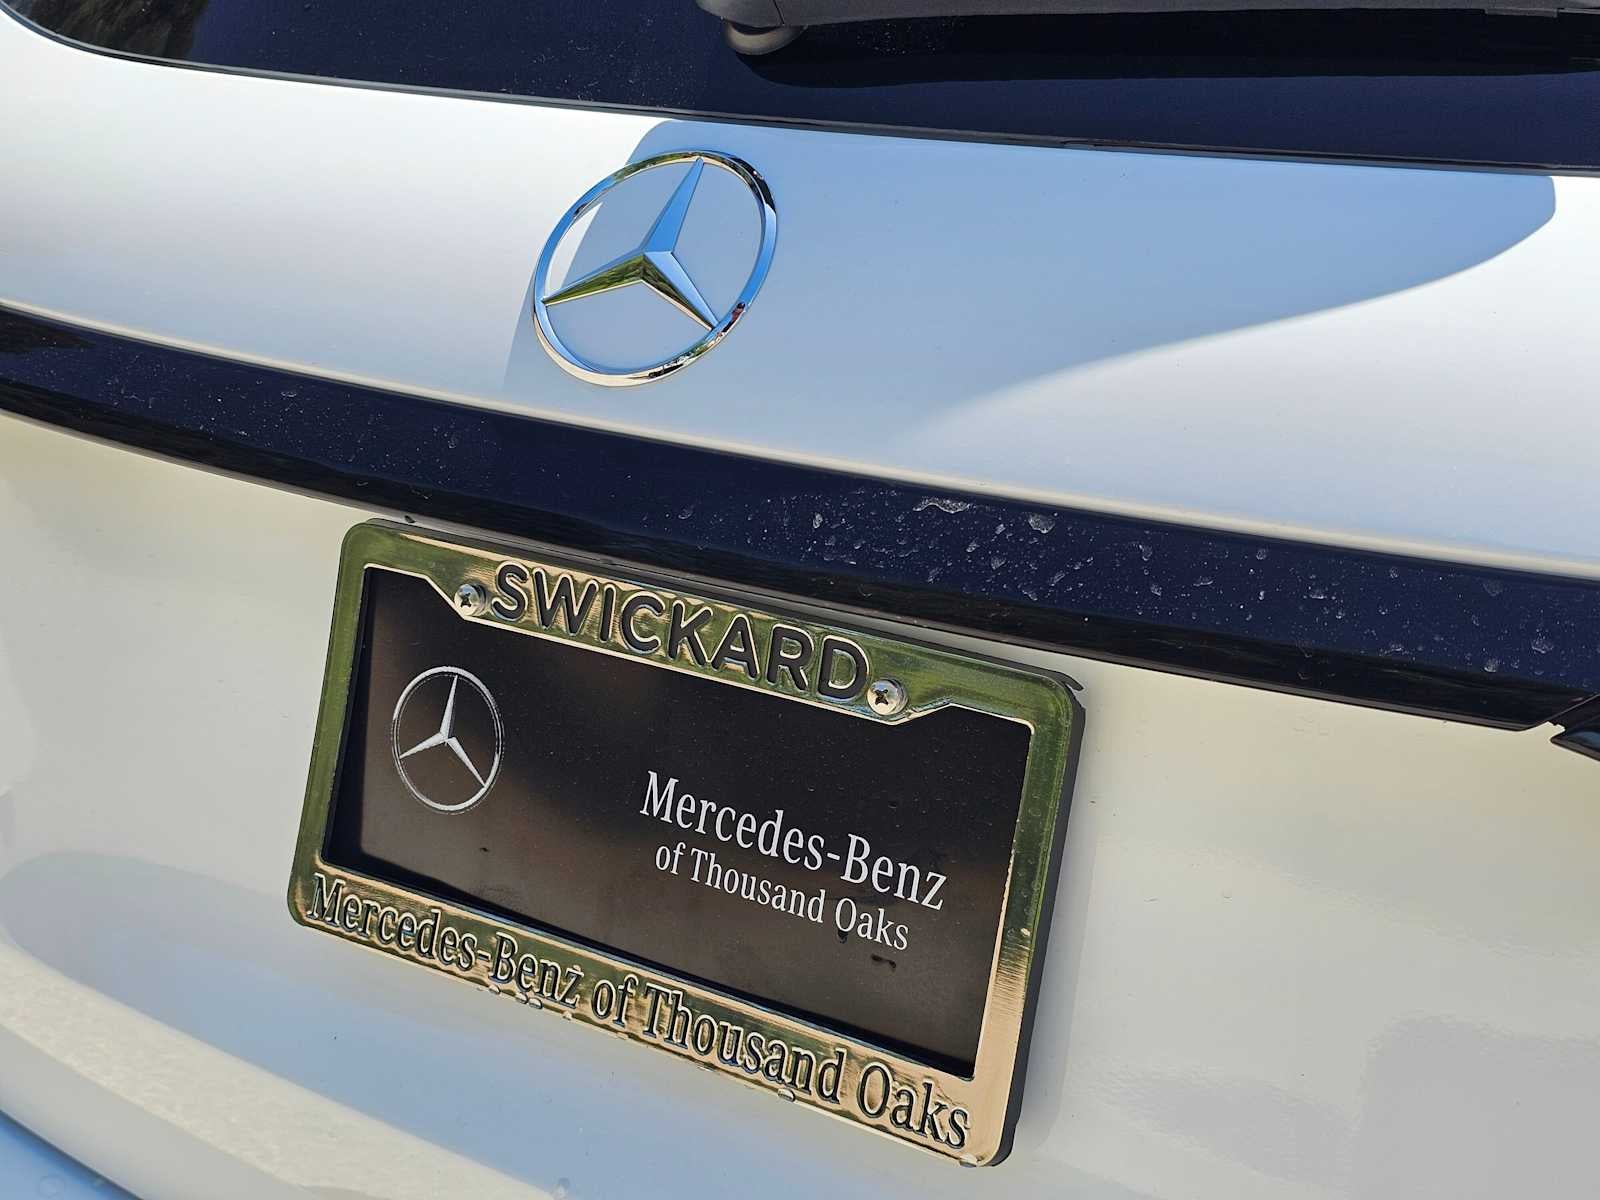 SWICKARD
Mercedes-Benz
of Thousand Oaks
Mercedes-Benz of Thousand Oaks